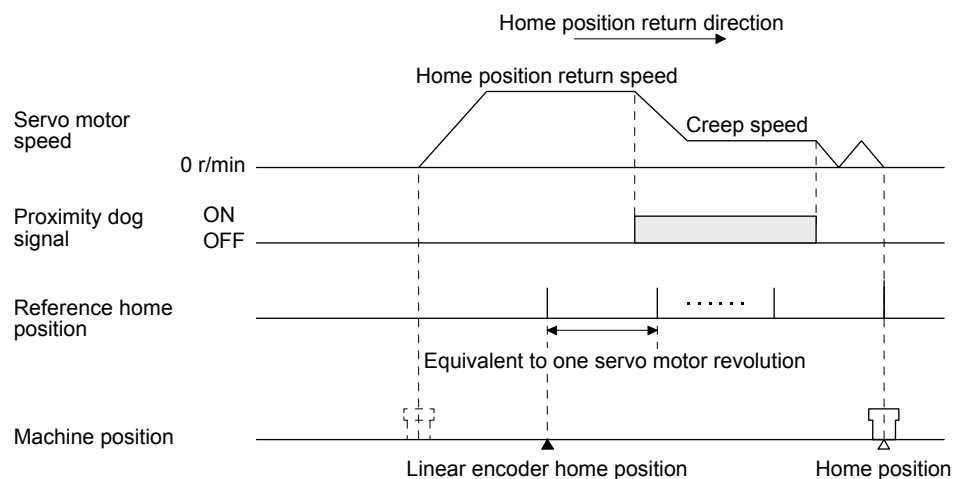 Home position return direction
Home position return speed
Servo motor
speed
Creep speed
0 r/min
Proximity dog
signal
ON
OFF
Reference home
position
Equivalent to one servo motor revolution
Machine position
Linear encoder home position
Home position